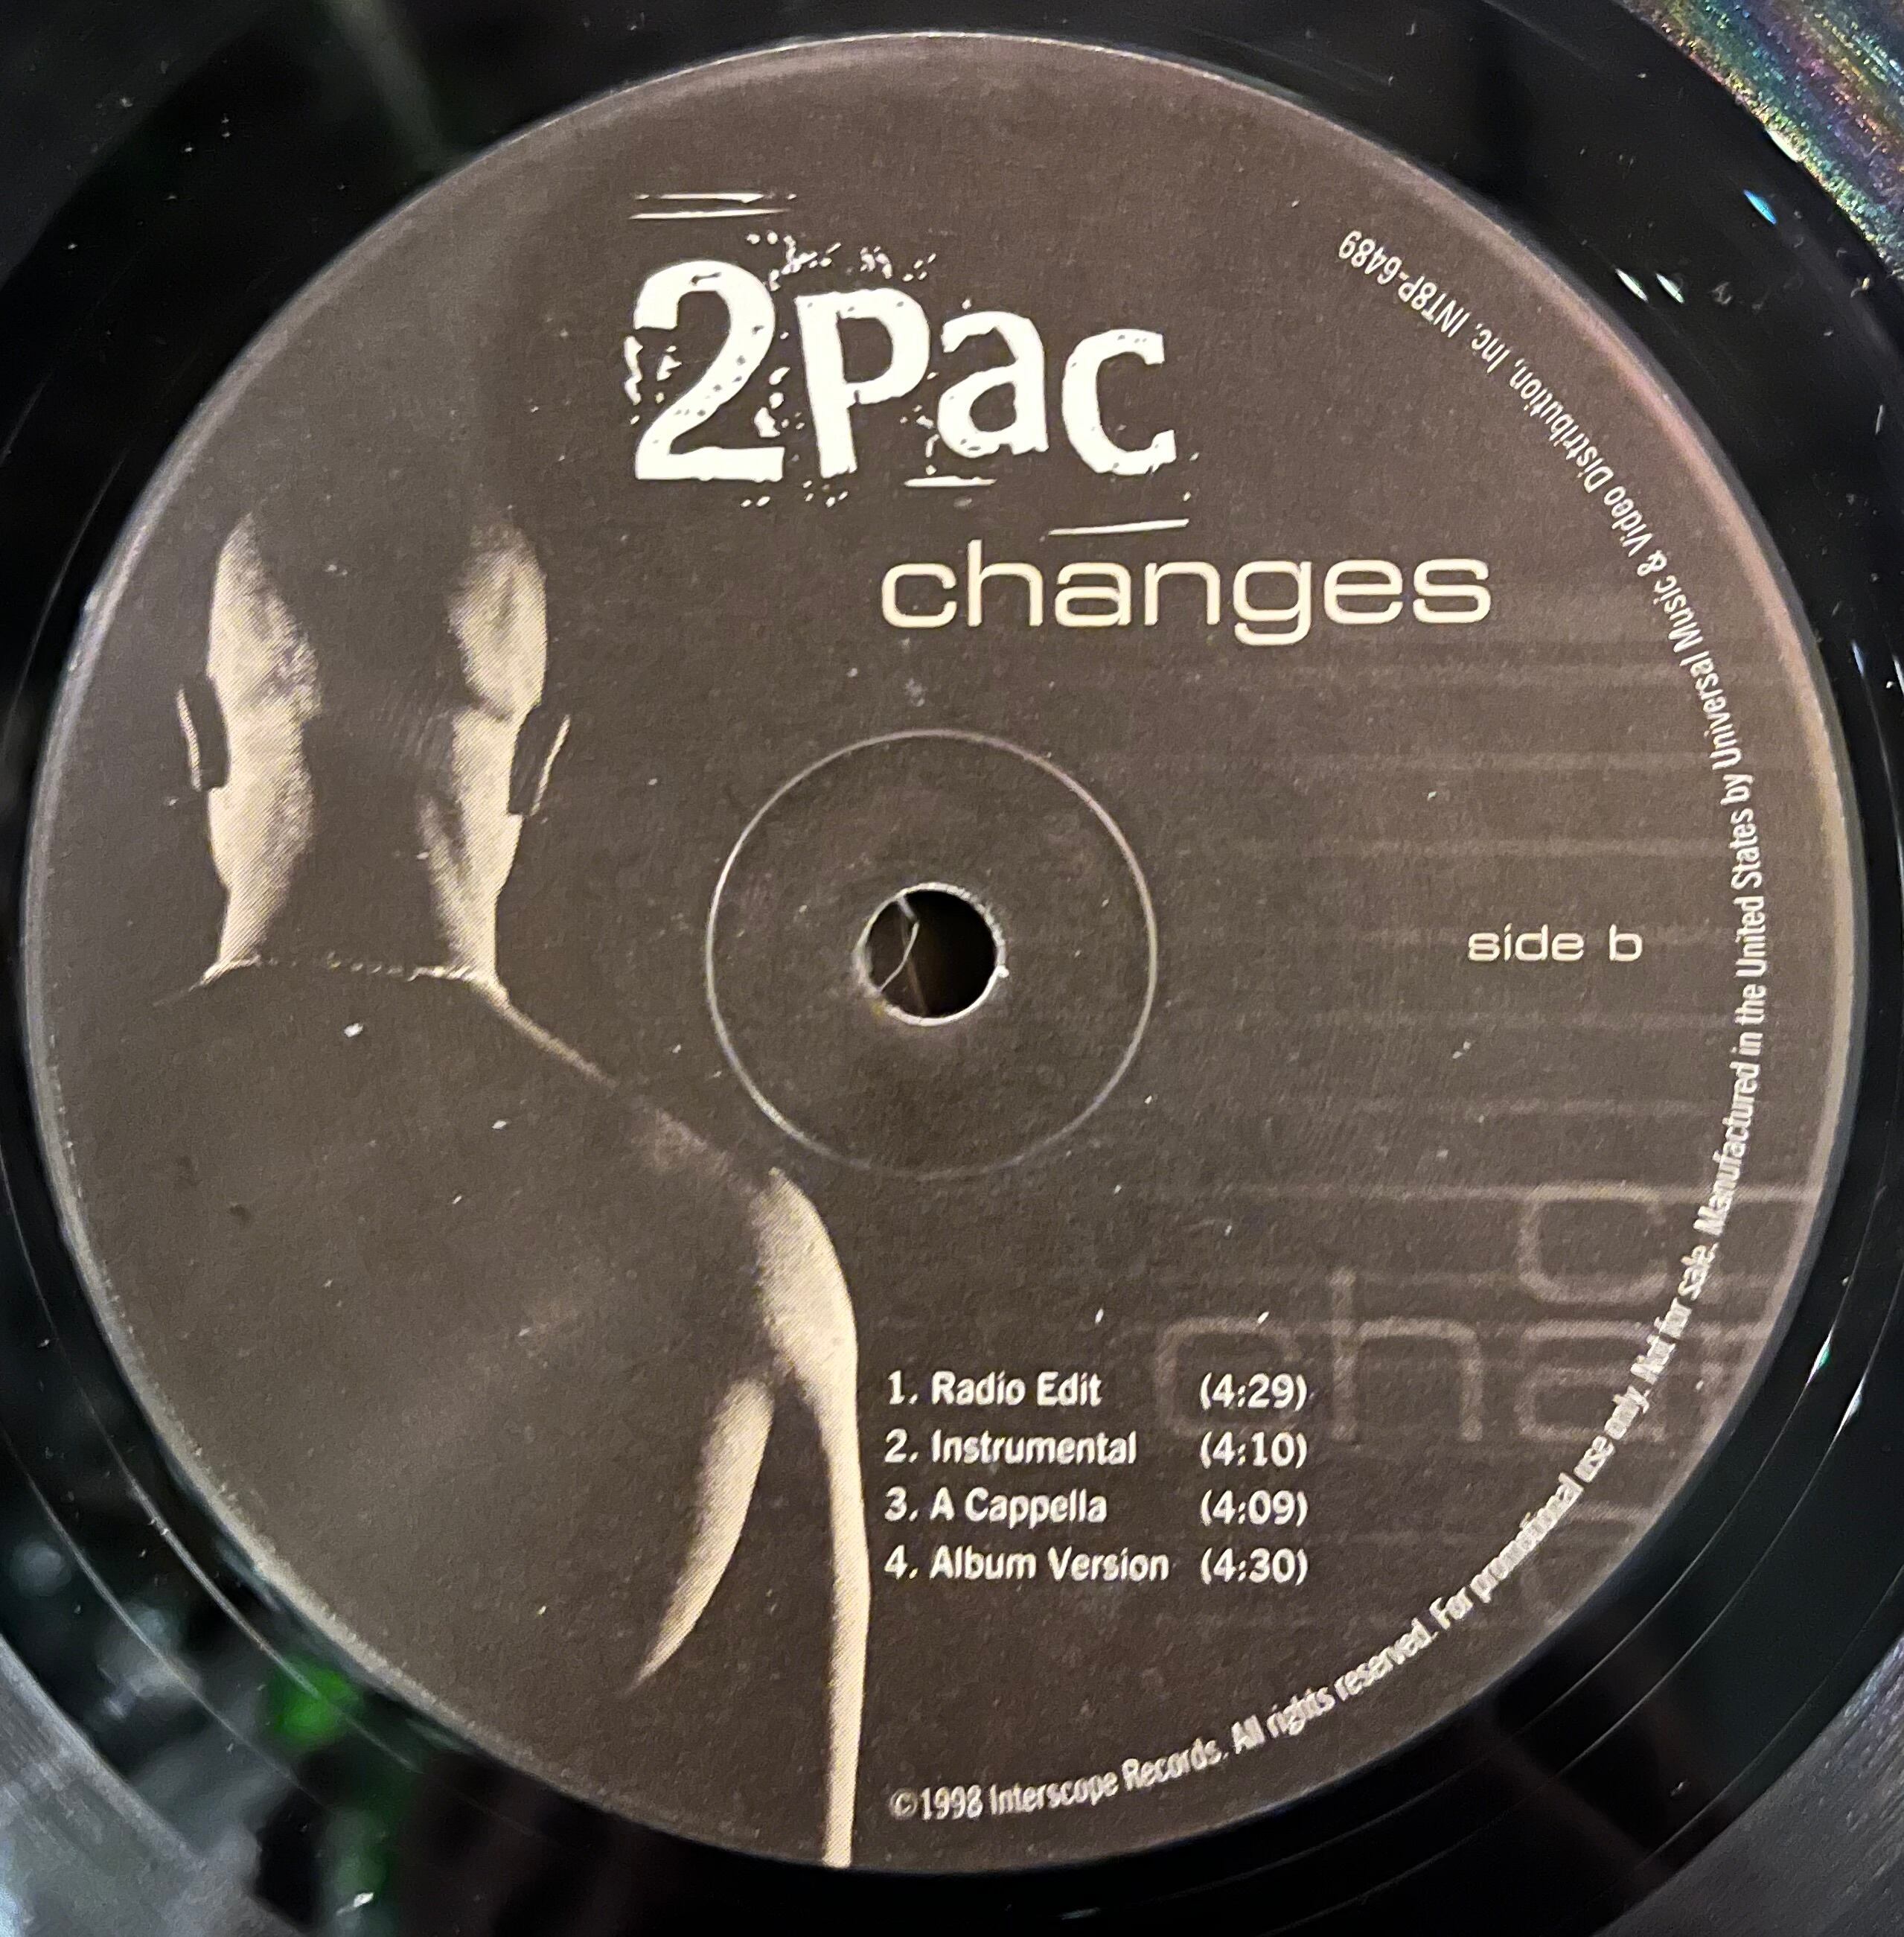 2Pac
changes
side b
1. Radio Edit (4:29)
2. Instrumental (4:10)
3. A Cappella (4:09)
4. Album Version (4:30)
c
cha
©1998 Interscope Records. All rights reserved. For promotional use only. Not for sale. Manufactured in the United States by Universal Music & Video Distribution, Inc. INT8P-6489